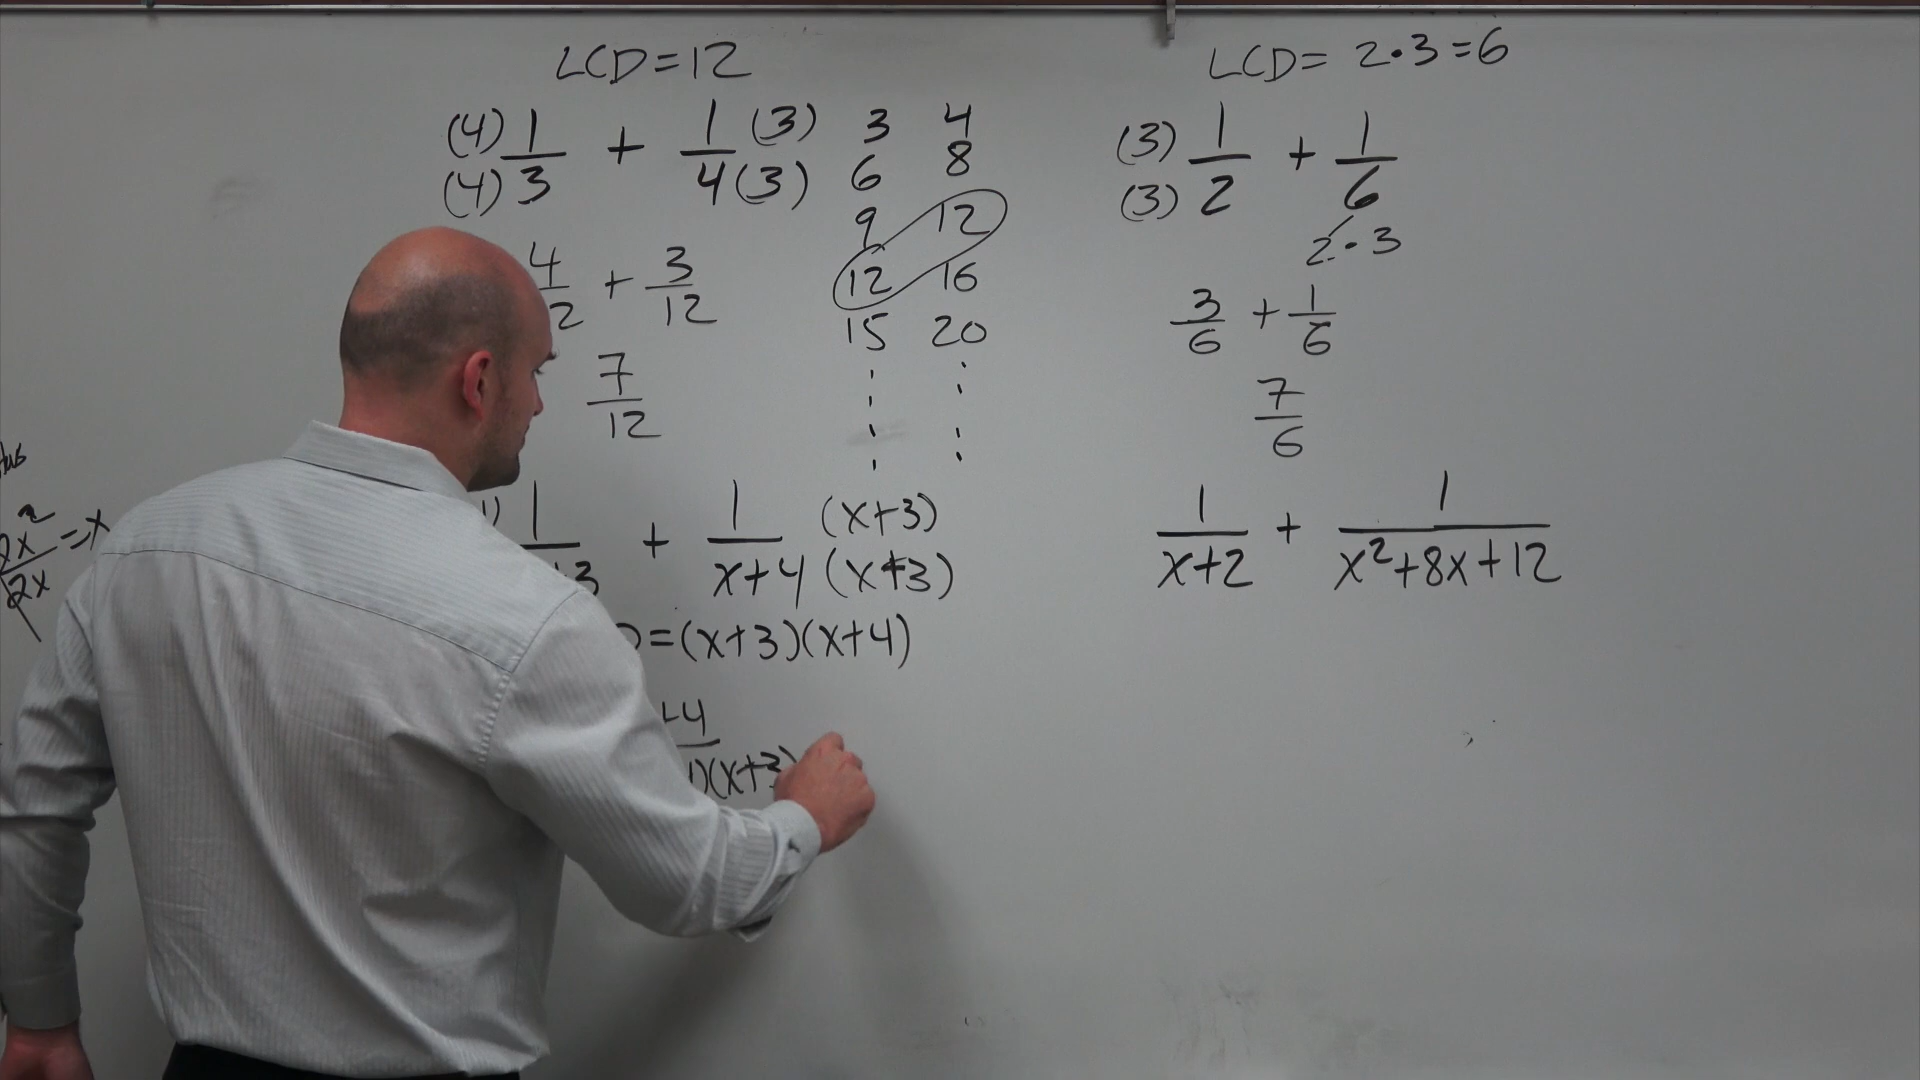 LCD=12
(4) 1 + 1 (3)
(4) 3 4 (3)
3 4
6 8
9 12
12 16
15 20
4 + 3
2 12
7
12
1 + 1 (x+3)
3 x+4 (x+3)
=(x+3)(x+4)
+4
)(x+3)
LCD= 2·3=6
(3) 1 + 1
(3) 2 6
2·3
3 + 1
6 6
7
6
1 + 1
x+2 x²+8x+12
2x² =x
2x